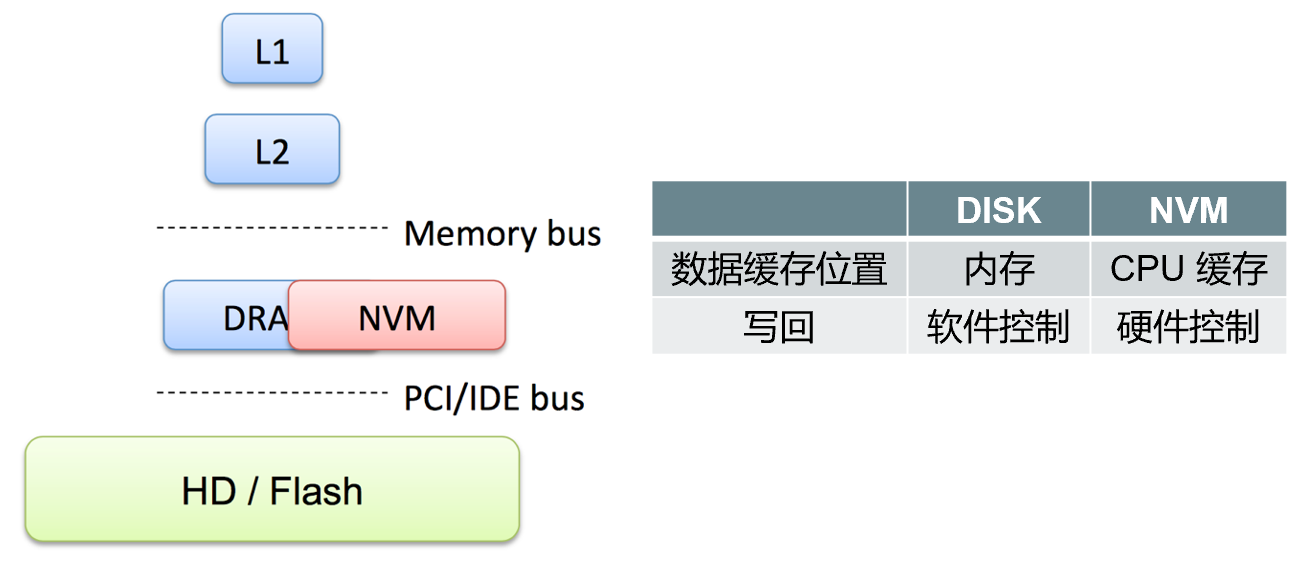 L1
L2
Memory bus
DRA
NVM
PCI/IDE bus
HD / Flash
DISK NVM
数据缓存位置 内存 CPU 缓存
写回 软件控制 硬件控制